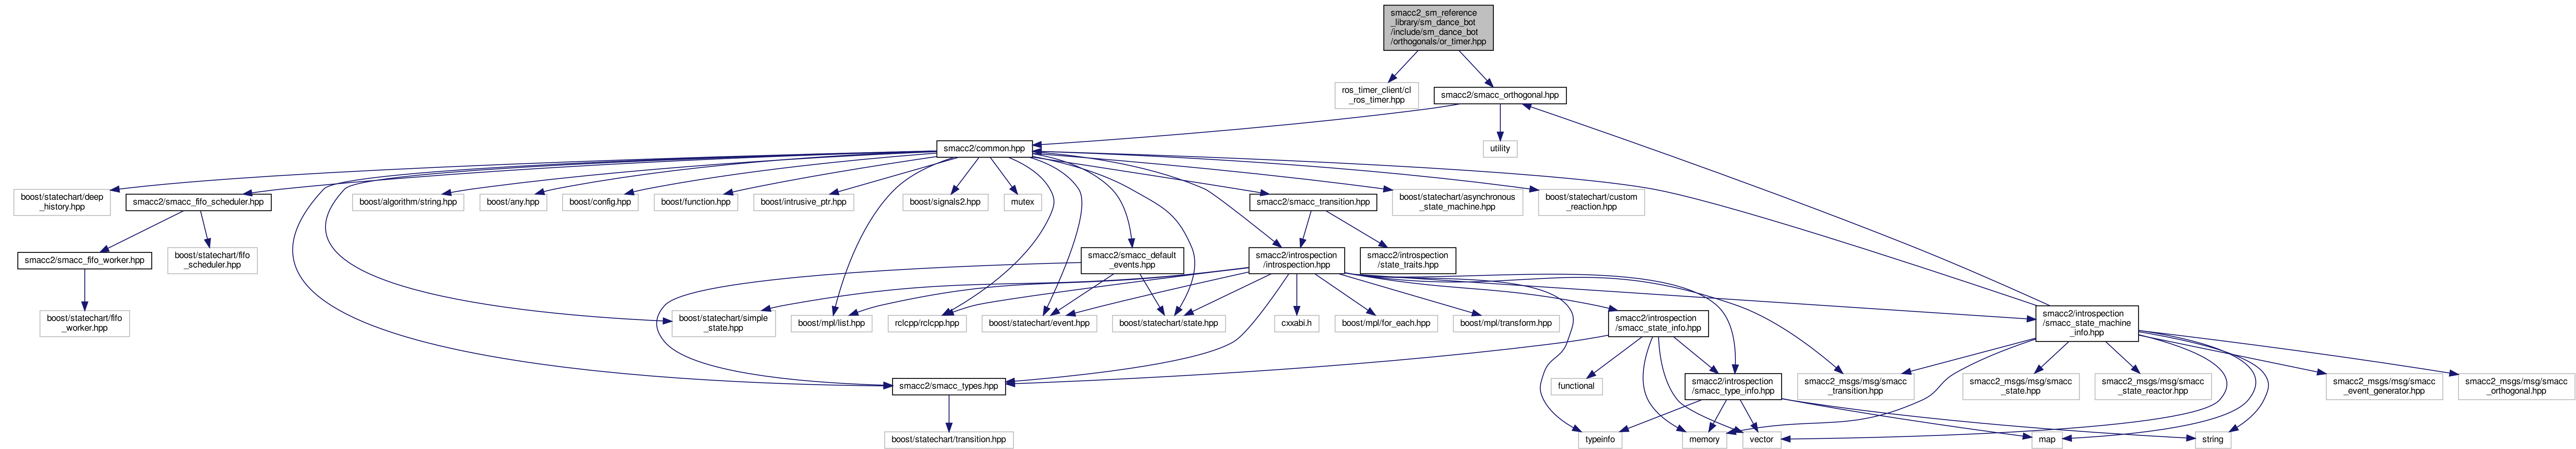 smacc2_sm_reference
_library/sm_dance_bot
/include/sm_dance_bot
/orthogonals/or_timer.hpp
ros_timer_client/cl
_ros_timer.hpp
smacc2/smacc_orthogonal.hpp
smacc2/common.hpp
utility
boost/statechart/deep
_history.hpp
smacc2/smacc_fifo_scheduler.hpp
boost/algorithm/string.hpp
boost/any.hpp
boost/config.hpp
boost/function.hpp
boost/intrusive_ptr.hpp
boost/signals2.hpp
mutex
smacc2/smacc_transition.hpp
boost/statechart/asynchronous
_state_machine.hpp
boost/statechart/custom
_reaction.hpp
smacc2/smacc_fifo_worker.hpp
boost/statechart/fifo
_scheduler.hpp
smacc2/smacc_default
_events.hpp
smacc2/introspection
/introspection.hpp
smacc2/introspection
/state_traits.hpp
boost/statechart/fifo
_worker.hpp
boost/statechart/simple
_state.hpp
boost/mpl/list.hpp
rclcpp/rclcpp.hpp
boost/statechart/event.hpp
boost/statechart/state.hpp
cxxabi.h
boost/mpl/for_each.hpp
boost/mpl/transform.hpp
smacc2/introspection
/smacc_state_info.hpp
smacc2/introspection
/smacc_state_machine
_info.hpp
smacc2/smacc_types.hpp
functional
smacc2/introspection
/smacc_type_info.hpp
smacc2_msgs/msg/smacc
_transition.hpp
smacc2_msgs/msg/smacc
_state.hpp
smacc2_msgs/msg/smacc
_state_reactor.hpp
smacc2_msgs/msg/smacc
_event_generator.hpp
smacc2_msgs/msg/smacc
_orthogonal.hpp
boost/statechart/transition.hpp
typeinfo
memory
vector
map
string